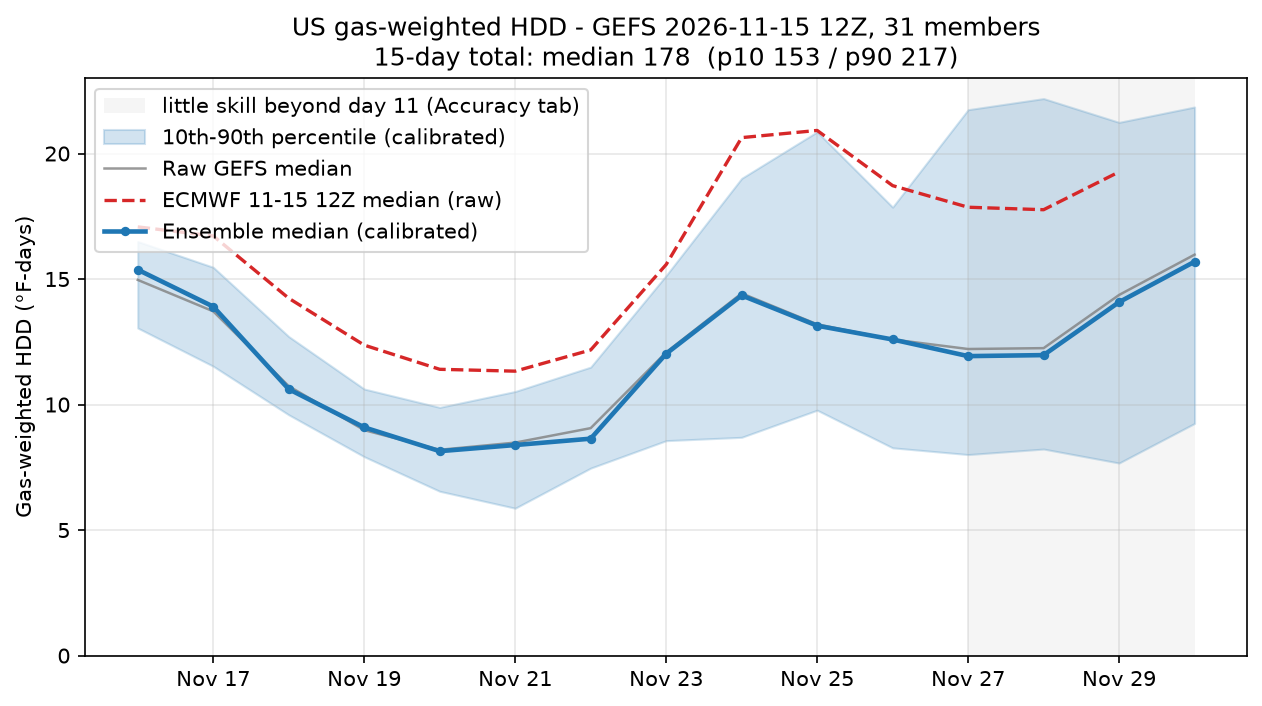 US gas-weighted HDD - GEFS 2026-11-15 12Z, 31 members
15-day total: median 178  (p10 153 / p90 217)
little skill beyond day 11 (Accuracy tab)
10th-90th percentile (calibrated)
Raw GEFS median
ECMWF 11-15 12Z median (raw)
Ensemble median (calibrated)
Gas-weighted HDD (°F-days)
20
15
10
5
0
Nov 17
Nov 19
Nov 21
Nov 23
Nov 25
Nov 27
Nov 29